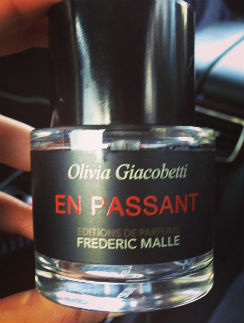 Olivia Giacobetti
EN PASSANT
EDITIONS DE PARFUMS
FREDERIC MALLE